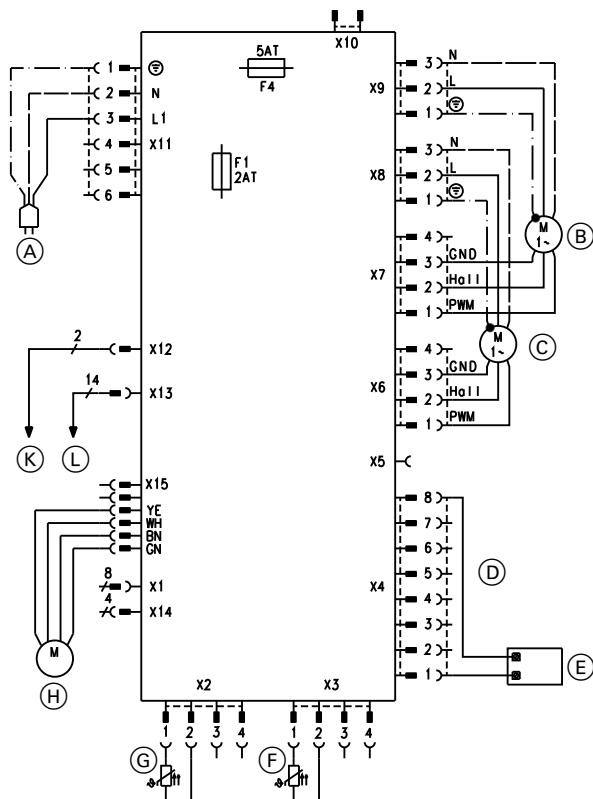 X10
5AT
F4
1
2 N
3 L1
4 X11
5
6
F1
2AT
A
X9
3 N
2 L
1
X8
3 N
2 L
1
X7
4
3 GND
2 Hall
1 PWM
M
1~
B
M
1~
C
X6
4
3 GND
2 Hall
1 PWM
2 X12
14 X13
K
L
X5
X15
YE
WH
BN
GN
8 X1
4 X14
M
H
X4
8
7
6
5
4
3
2
1
D
E
X2
1 2 3 4
X3
1 2 3 4
G
ϑ
F
ϑ